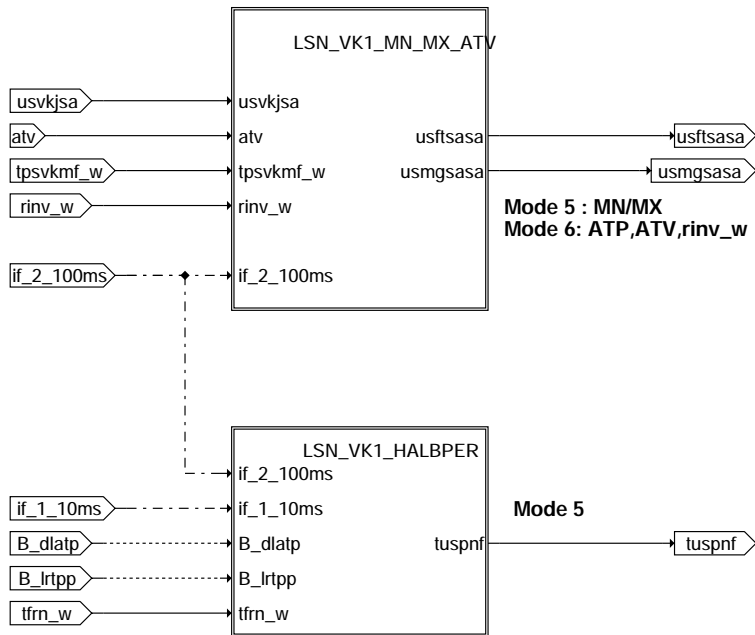 LSN_VK1_MN_MX_ATV
usvkjsa usvkjsa
atv atv usftsasa usftsasa
tpsvkmf_w tpsvkmf_w usmgsasa usmgsasa
rinv_w rinv_w
Mode 5 : MN/MX
Mode 6: ATP,ATV,rinv_w
if_2_100ms if_2_100ms
LSN_VK1_HALBPER
if_2_100ms
if_1_10ms if_1_10ms Mode 5
B_dlatp B_dlatp tuspnf tuspnf
B_lrtpp B_lrtpp
tfrn_w tfrn_w